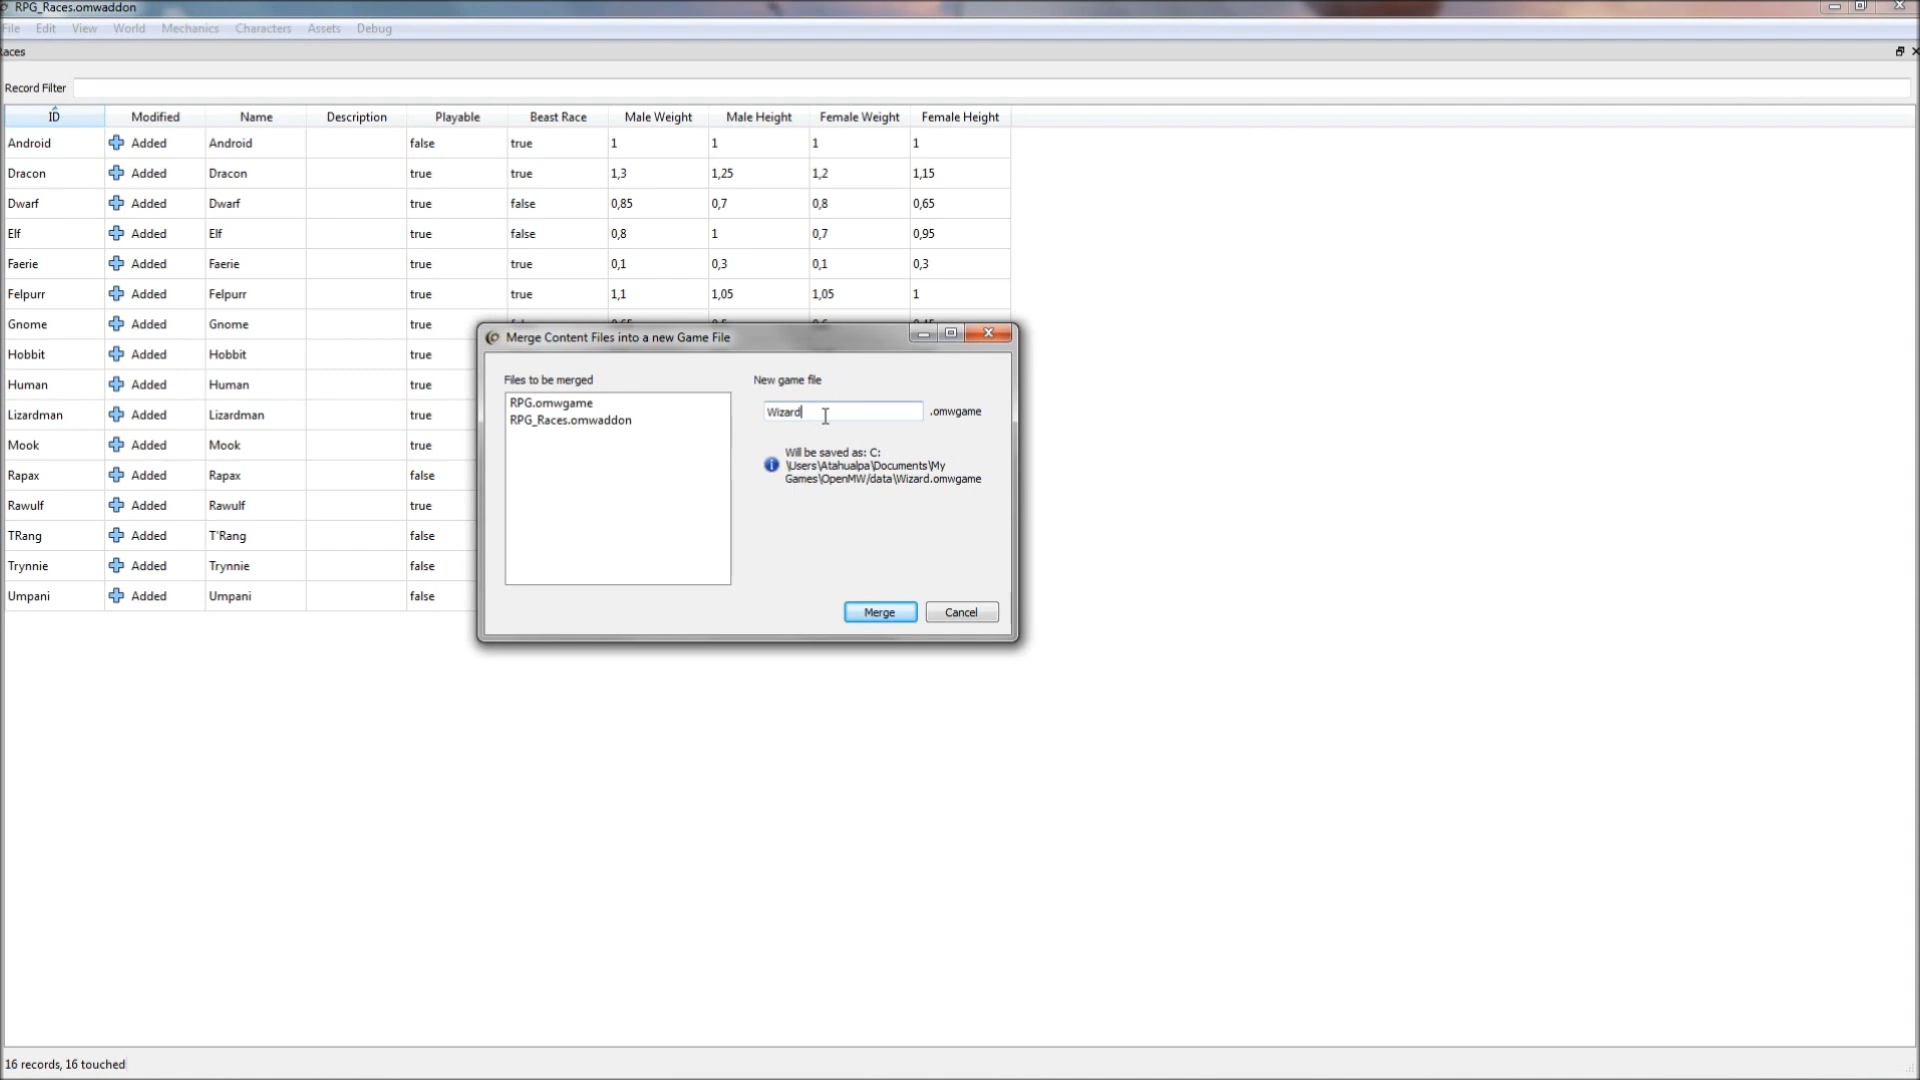 RPG_Races.omwaddon
File Edit View World Mechanics Characters Assets Debug
aces
Record Filter
ID Modified Name Description Playable Beast Race Male Weight Male Height Female Weight Female Height
Android Added Android false true 1 1 1 1
Dracon Added Dracon true true 1,3 1,25 1,2 1,15
Dwarf Added Dwarf true false 0,85 0,7 0,8 0,65
Elf Added Elf true false 0,8 1 0,7 0,95
Faerie Added Faerie true true 0,1 0,3 0,1 0,3
Felpurr Added Felpurr true true 1,1 1,05 1,05 1
Gnome Added Gnome true
Hobbit Added Hobbit true
Human Added Human true
Lizardman Added Lizardman true
Mook Added Mook true
Rapax Added Rapax false
Rawulf Added Rawulf true
TRang Added T'Rang false
Trynnie Added Trynnie false
Umpani Added Umpani false
Merge Content Files into a new Game File
Files to be merged
RPG.omwgame
RPG_Races.omwaddon
New game file
Wizard .omwgame
Will be saved as: C:
\Users\Atahualpa\Documents\My
Games\OpenMW/data\Wizard.omwgame
Merge Cancel
16 records, 16 touched